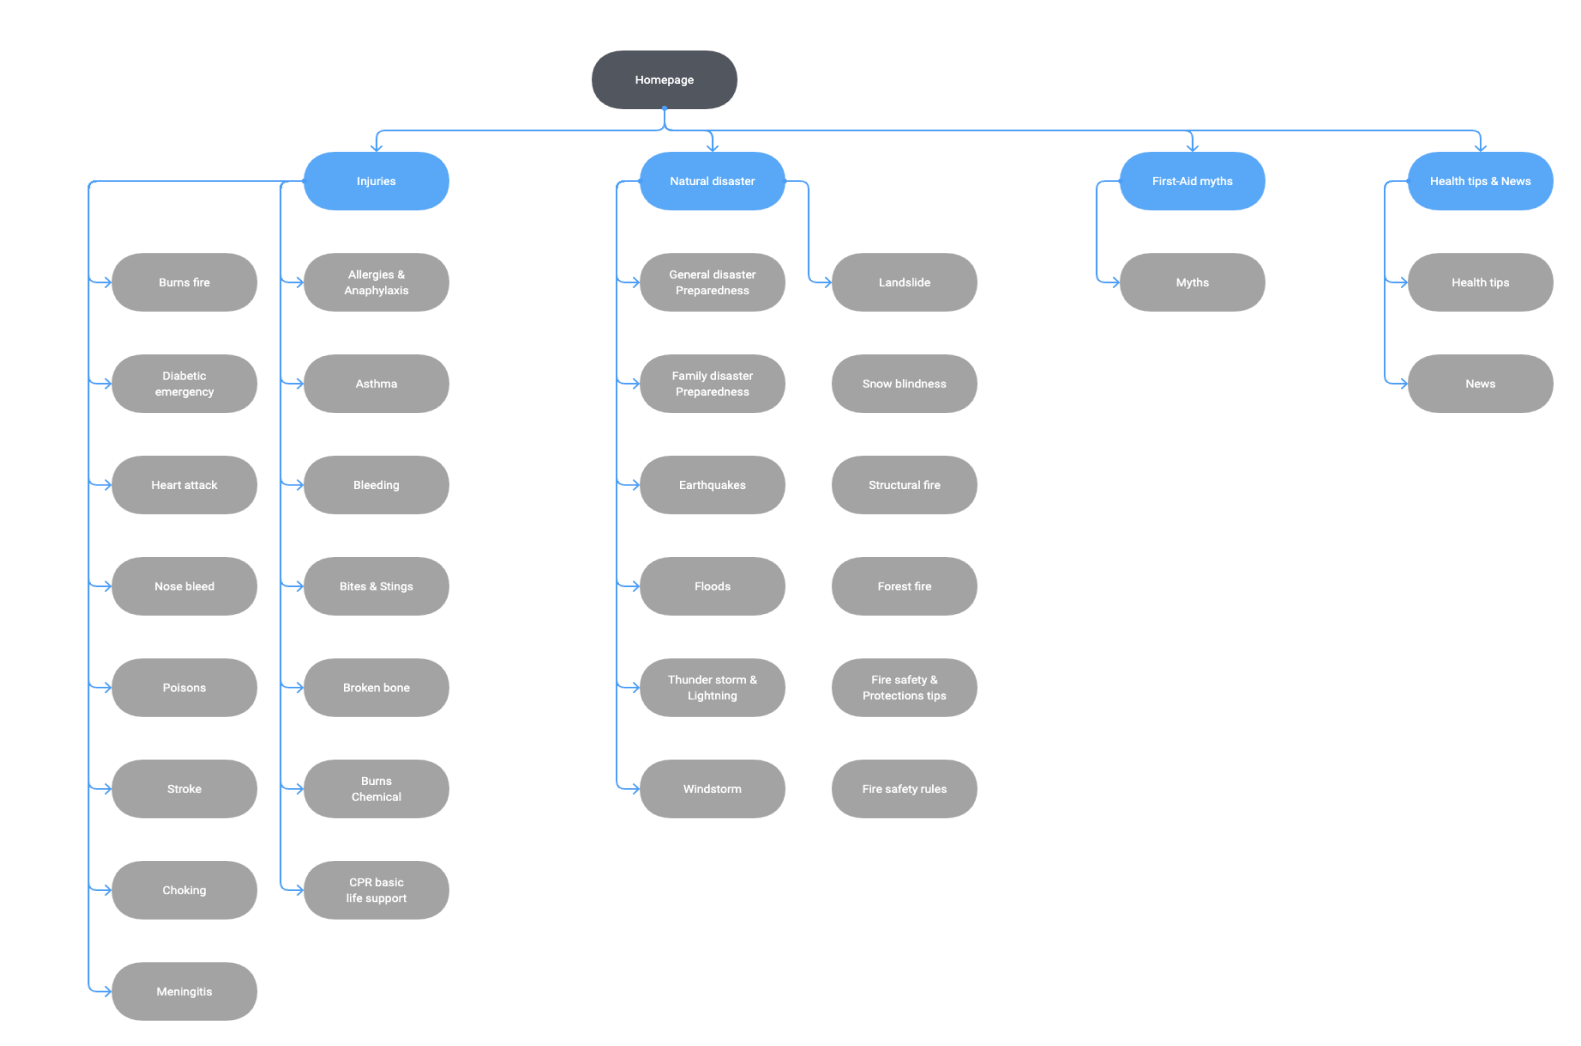 Homepage
Injuries
Natural disaster
First-Aid myths
Health tips & News
Burns fire
Allergies &
Anaphylaxis
General disaster
Preparedness
Landslide
Myths
Health tips
Diabetic
emergency
Asthma
Family disaster
Preparedness
Snow blindness
News
Heart attack
Bleeding
Earthquakes
Structural fire
Nose bleed
Bites & Stings
Floods
Forest fire
Poisons
Broken bone
Thunder storm &
Lightning
Fire safety &
Protections tips
Stroke
Burns
Chemical
Windstorm
Fire safety rules
Choking
CPR basic
life support
Meningitis